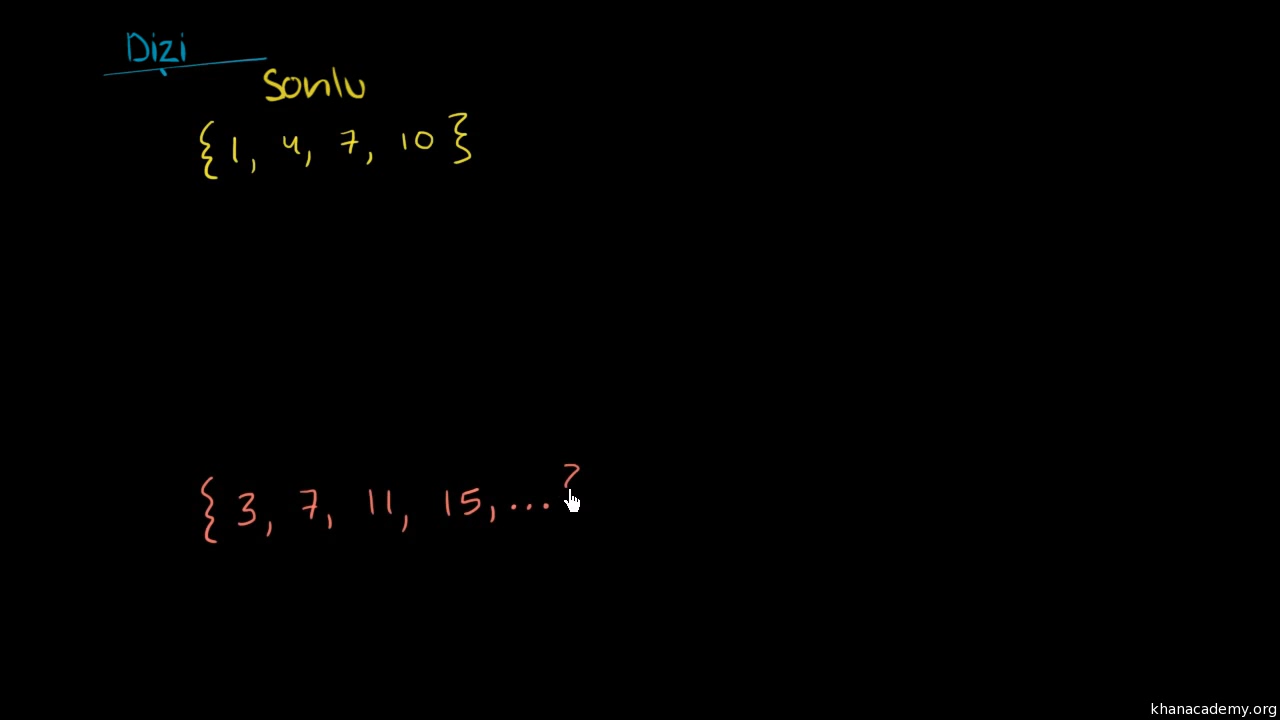 Dizi
Sonlu
{1, 4, 7, 10}
{3, 7, 11, 15, ...
khanacademy.org